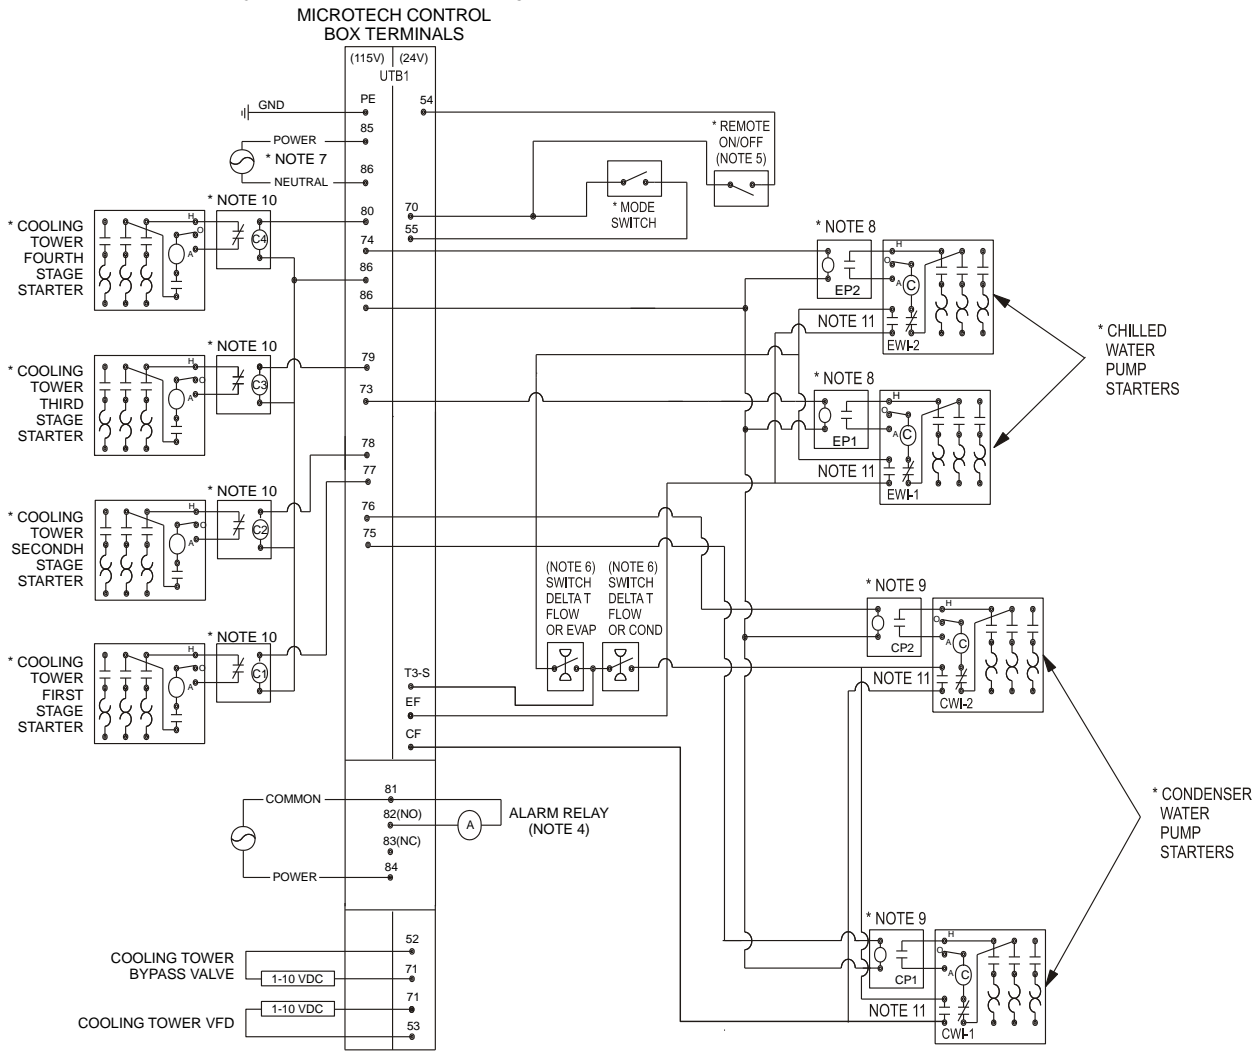 MICROTECH CONTROL
BOX TERMINALS
(115V) (24V)
UTB1
GND
PE
54
85
POWER
* NOTE 7
86
NEUTRAL
* REMOTE
ON/OFF
(NOTE 5)
* MODE
SWITCH
* NOTE 10
80
70
55
74
86
86
* COOLING
TOWER
FOURTH
STAGE
STARTER
H
O
A
C4
* NOTE 8
EP2
H
O
A
C
NOTE 11
EWI-2
* CHILLED
WATER
PUMP
STARTERS
* NOTE 10
79
73
* COOLING
TOWER
THIRD
STAGE
STARTER
H
O
A
C3
* NOTE 8
EP1
H
O
A
C
NOTE 11
EWI-1
78
77
76
75
* NOTE 10
* COOLING
TOWER
SECONDH
STAGE
STARTER
H
O
A
C2
(NOTE 6)
SWITCH
DELTA T
FLOW
OR EVAP
(NOTE 6)
SWITCH
DELTA T
FLOW
OR COND
* NOTE 9
CP2
H
O
A
C
NOTE 11
CWI-2
* NOTE 10
* COOLING
TOWER
FIRST
STAGE
STARTER
H
O
A
C1
T3-S
EF
CF
COMMON
81
82(NO)
83(NC)
84
POWER
A
ALARM RELAY
(NOTE 4)
* CONDENSER
WATER
PUMP
STARTERS
* NOTE 9
CP1
H
O
A
C
NOTE 11
CWI-1
COOLING TOWER
BYPASS VALVE
1-10 VDC
52
71
71
1-10 VDC
COOLING TOWER VFD
53